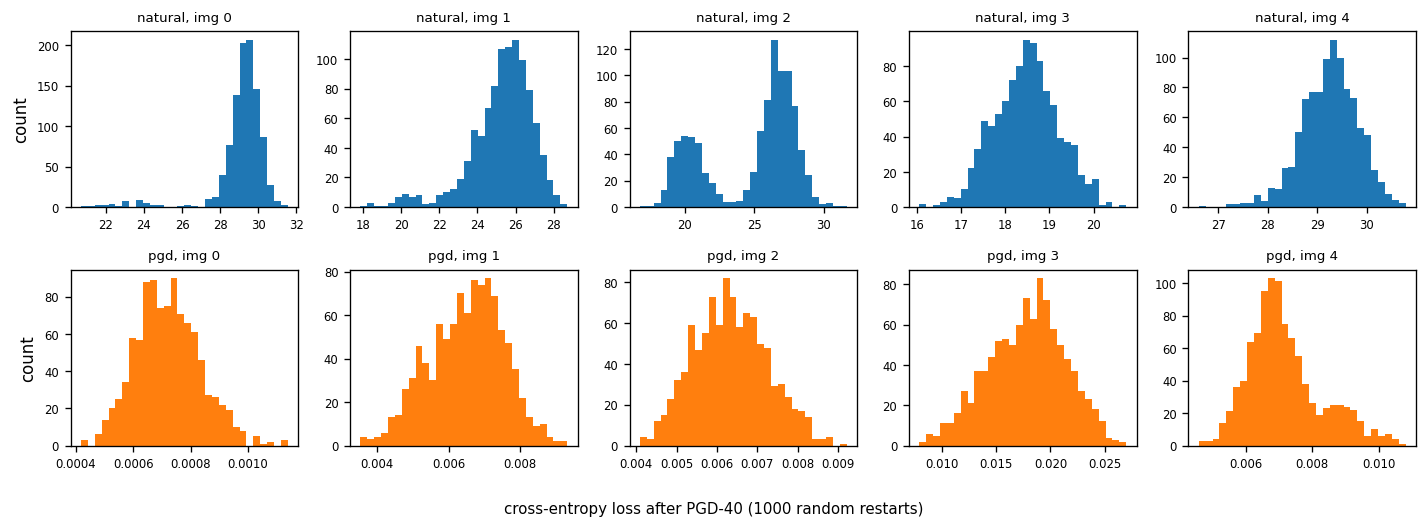 natural, img 0
natural, img 1
natural, img 2
natural, img 3
natural, img 4
count
200
150
100
50
0
22 24 26 28 30 32
100
80
60
40
20
0
18 20 22 24 26 28
120
100
80
60
40
20
0
20 25 30
80
60
40
20
0
16 17 18 19 20
100
80
60
40
20
0
27 28 29 30
pgd, img 0
pgd, img 1
pgd, img 2
pgd, img 3
pgd, img 4
count
80
60
40
20
0
0.0004 0.0006 0.0008 0.0010
80
60
40
20
0
0.004 0.006 0.008
80
60
40
20
0
0.004 0.005 0.006 0.007 0.008 0.009
80
60
40
20
0
0.010 0.015 0.020 0.025
100
80
60
40
20
0
0.006 0.008 0.010
cross-entropy loss after PGD-40 (1000 random restarts)